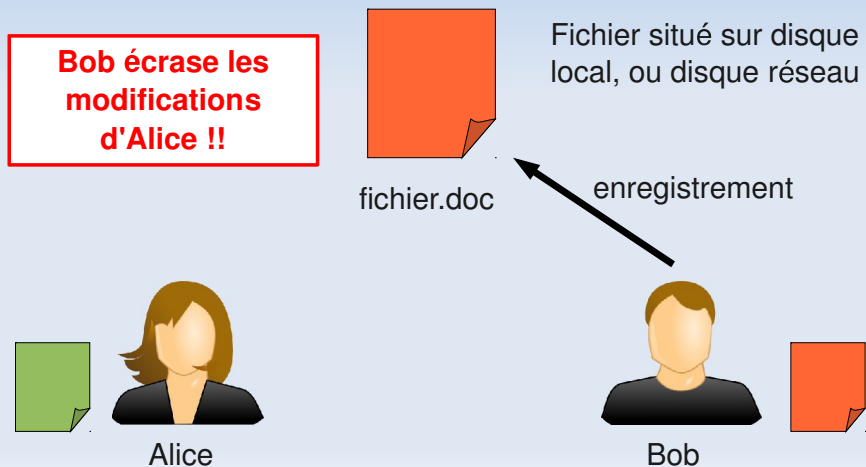 Bob écrase les
modifications
d'Alice !!
Fichier situé sur disque
local, ou disque réseau
fichier.doc
enregistrement
Alice
Bob